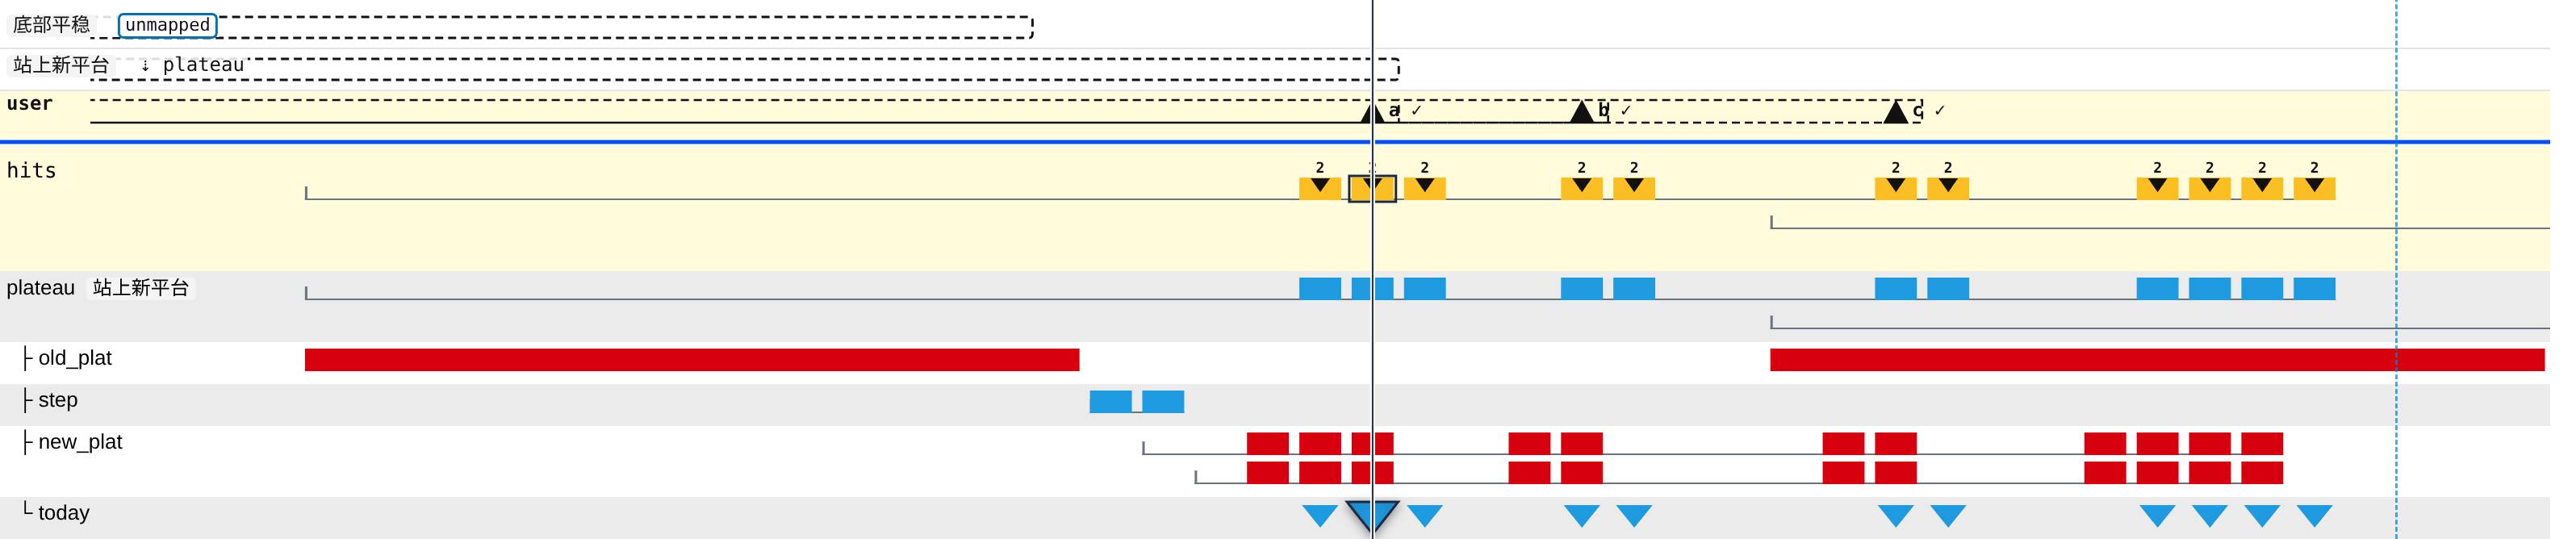 底部平稳 unmapped
站上新平台 ⇣ plateau
user a ✓ b ✓ c ✓
hits 2 2 2 2 2 2 2 2 2 2
plateau 站上新平台
├ old_plat
├ step
├ new_plat
└ today